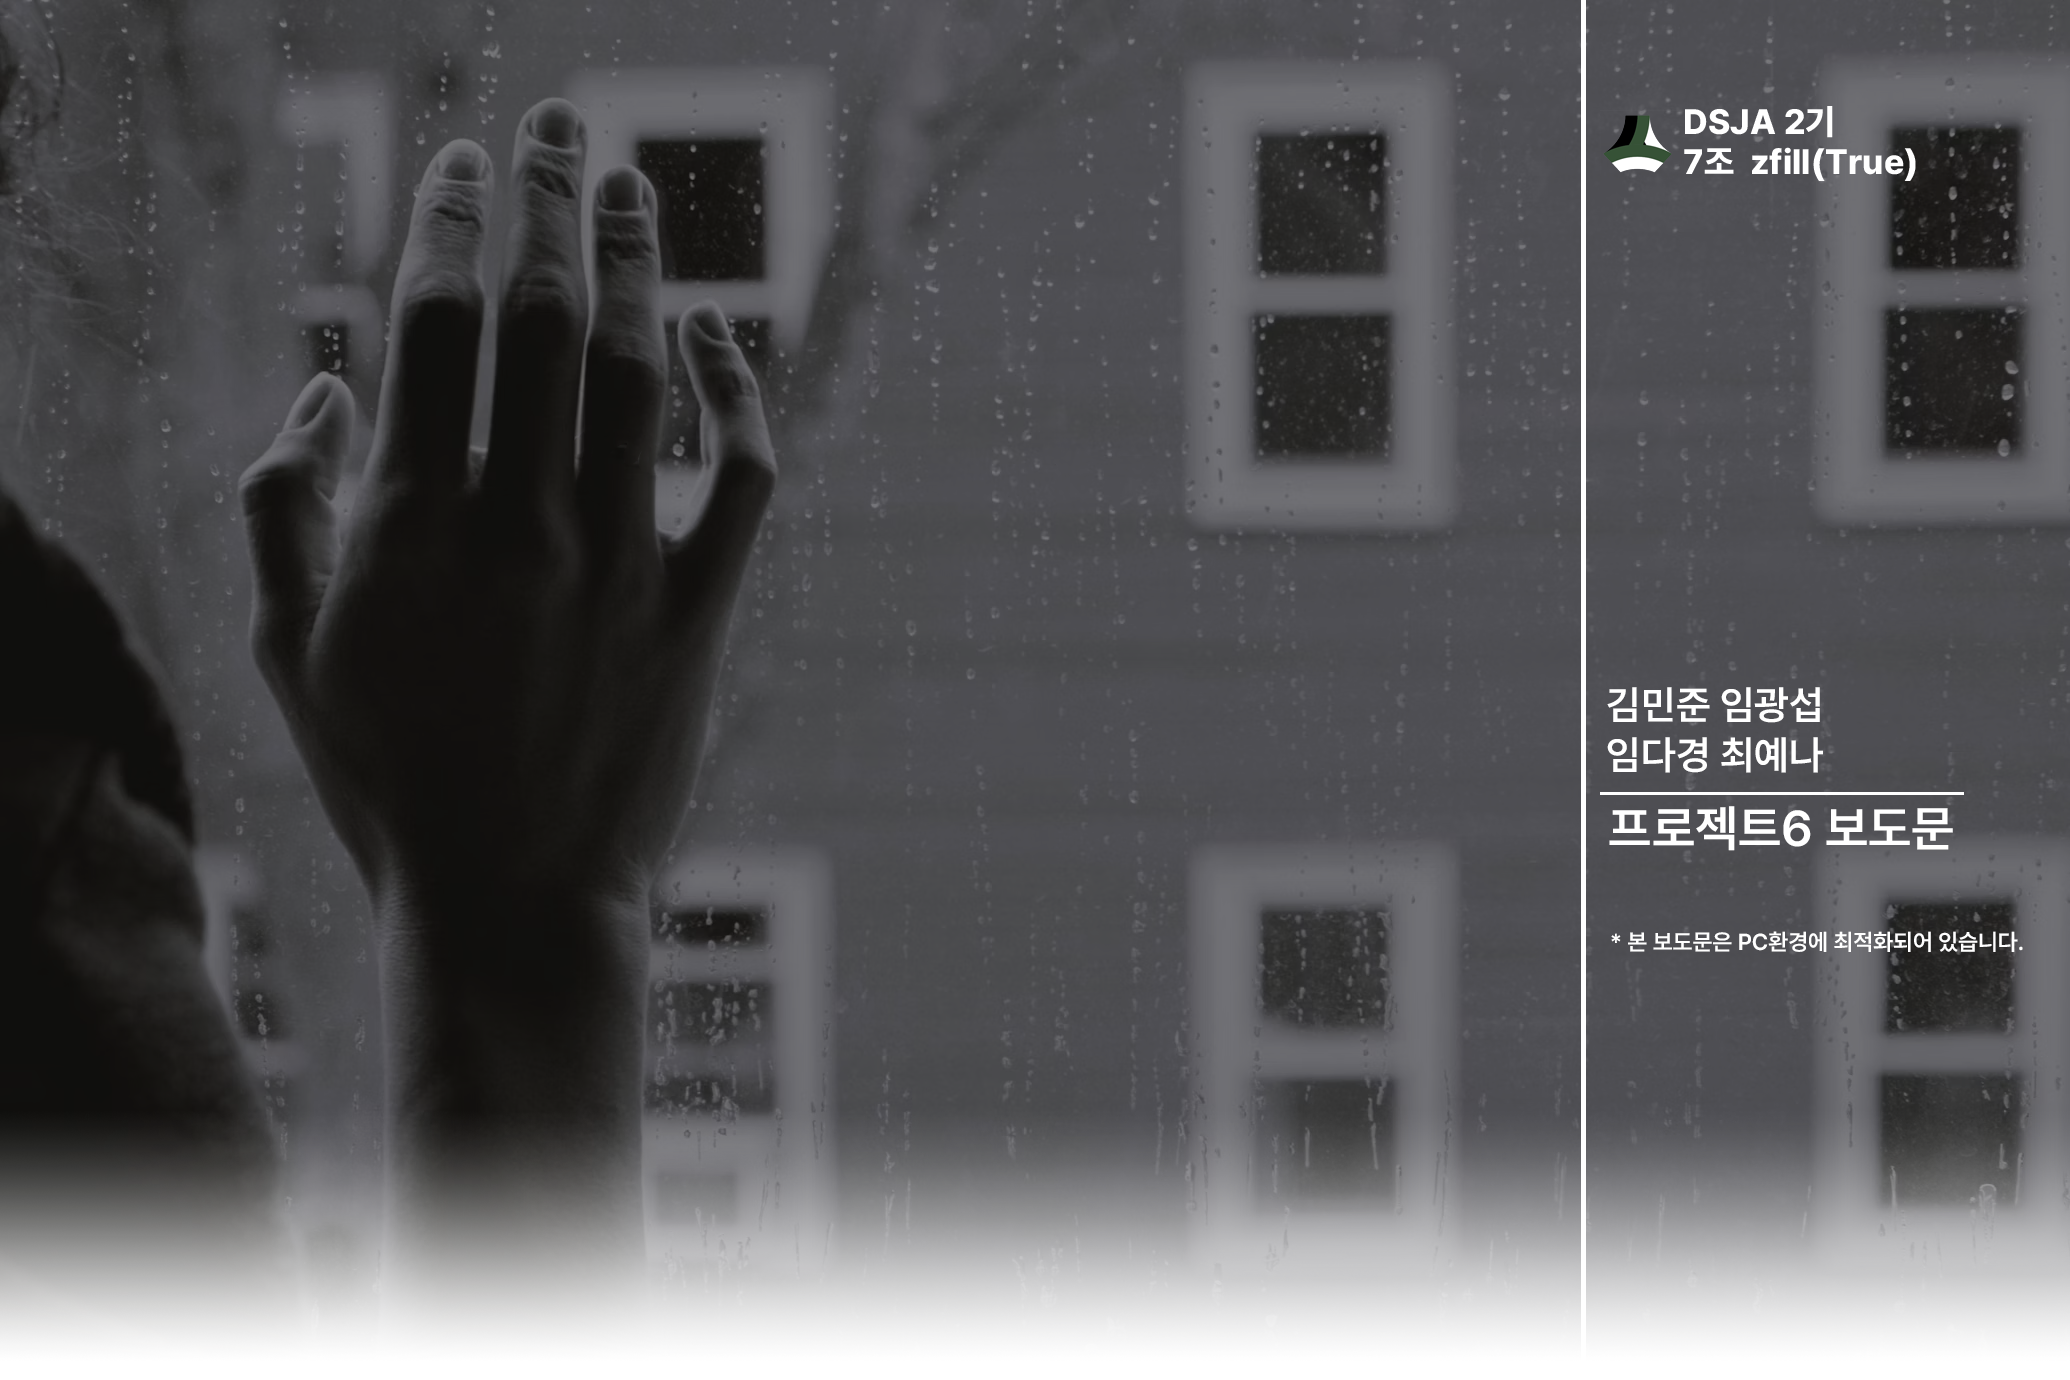 DSJA 2기
7조 zfill(True)
김민준 임광섭
임다경 최예나
프로젝트6 보도문
* 본 보도문은 PC환경에 최적화되어 있습니다.